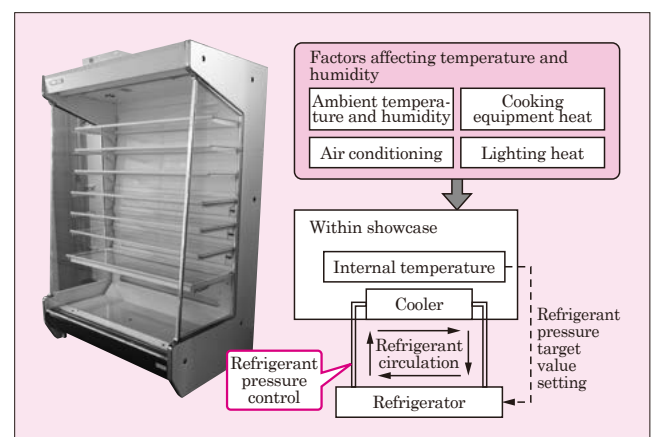 Factors affecting temperature and
humidity
Ambient tempera-
ture and humidity
Cooking
equipment heat
Air conditioning
Lighting heat
Within showcase
Internal temperature
Cooler
Refrigerant
circulation
Refrigerant
pressure
target
value
setting
Refrigerant
pressure
control
Refrigerator